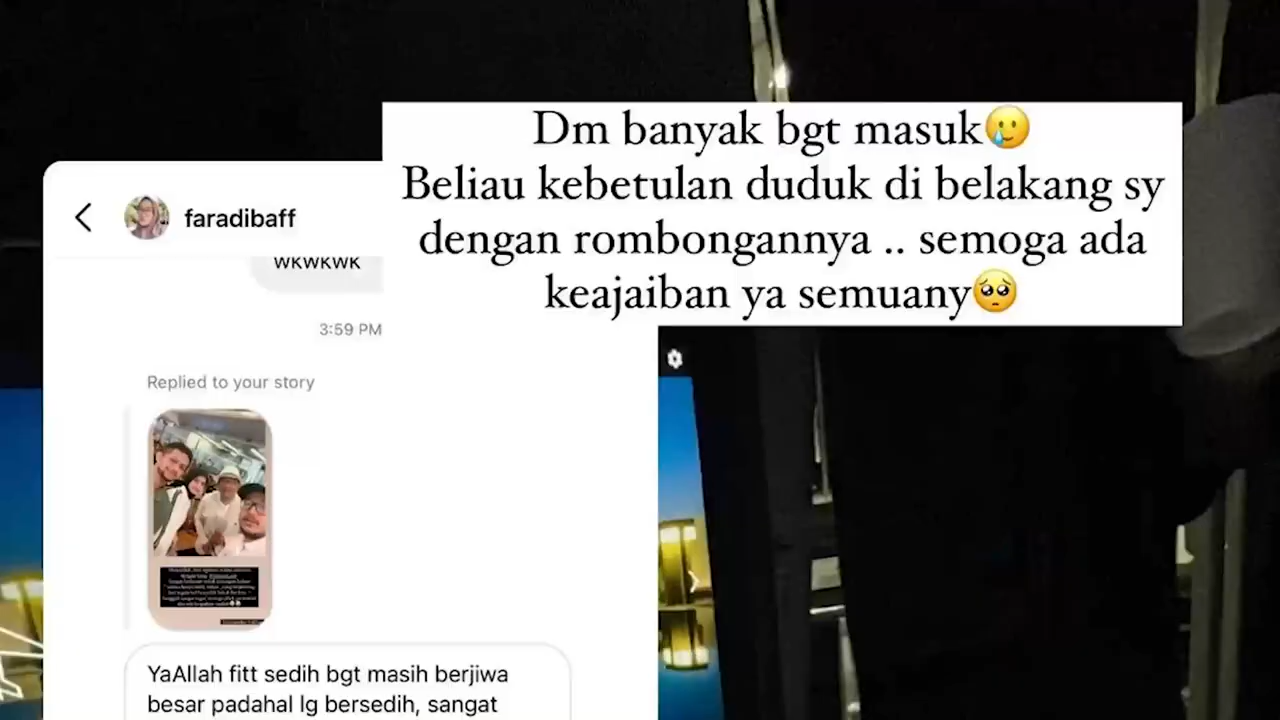 Dm banyak bgt masuk🥲
Beliau kebetulan duduk di belakang sy
dengan rombongannya .. semoga ada
keajaiban ya semuany🥺
faradibaff
WKWKWK
3:59 PM
Replied to your story
YaAllah fitt sedih bgt masih berjiwa
besar padahal lg bersedih, sangat